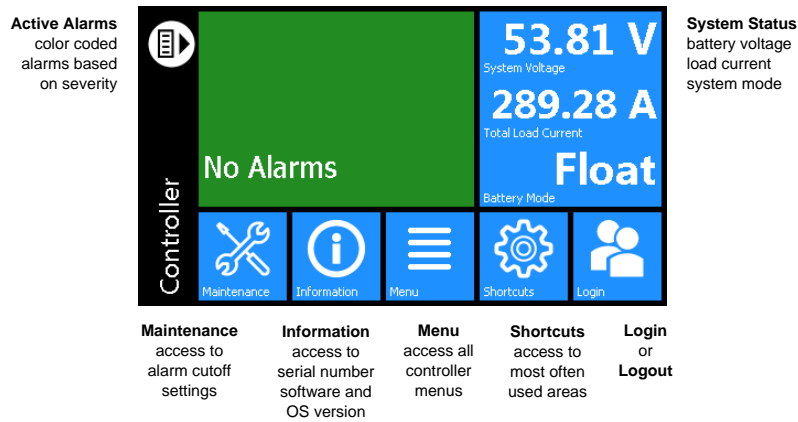 Active Alarms
color coded
alarms based
on severity
Controller
No Alarms
53.81 V
System Voltage
289.28 A
Total Load Current
Float
Battery Mode
Maintenance
Information
Menu
Shortcuts
Login
System Status
battery voltage
load current
system mode
Maintenance
access to
alarm cutoff
settings
Information
access to
serial number
software and
OS version
Menu
access all
controller
menus
Shortcuts
access to
most often
used areas
Login
or
Logout